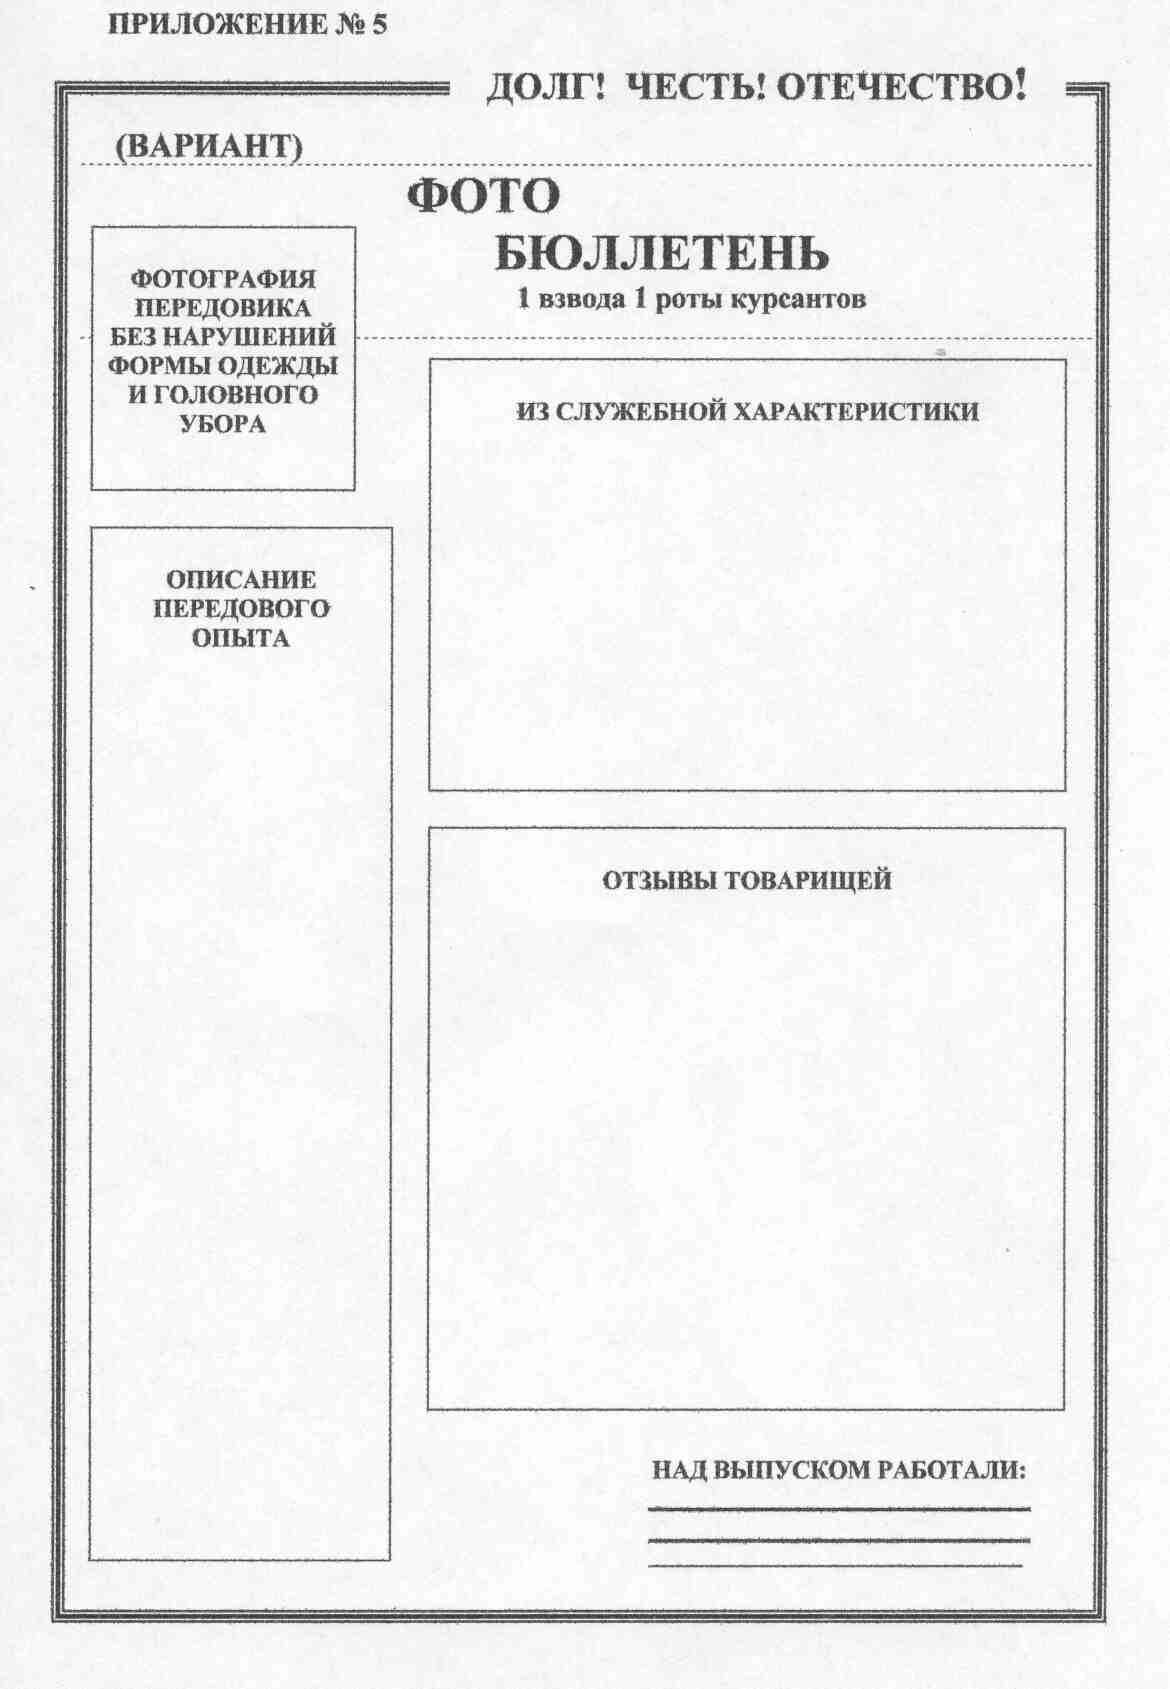 ПРИЛОЖЕНИЕ № 5
ДОЛГ! ЧЕСТЬ! ОТЕЧЕСТВО!
(ВАРИАНТ)
ФОТО
БЮЛЛЕТЕНЬ
1 взвода 1 роты курсантов
ФОТОГРАФИЯ
ПЕРЕДОВИКА
БЕЗ НАРУШЕНИЙ
ФОРМЫ ОДЕЖДЫ
И ГОЛОВНОГО
УБОРА
ИЗ СЛУЖЕБНОЙ ХАРАКТЕРИСТИКИ
ОПИСАНИЕ
ПЕРЕДОВОГО
ОПЫТА
ОТЗЫВЫ ТОВАРИЩЕЙ
НАД ВЫПУСКОМ РАБОТАЛИ: